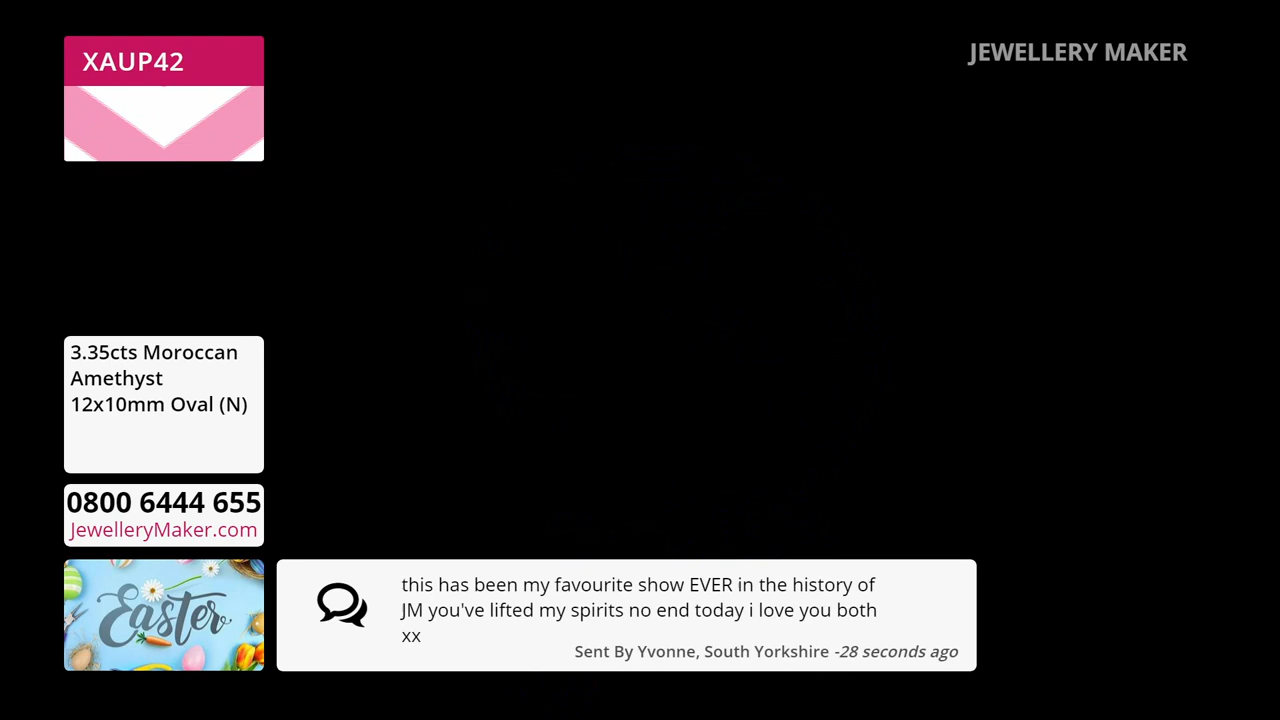 XAUP42
JEWELLERY MAKER
3.35cts Moroccan
Amethyst
12x10mm Oval (N)
0800 6444 655
JewelleryMaker.com
Easter
this has been my favourite show EVER in the history of
JM you've lifted my spirits no end today i love you both
xx
Sent By Yvonne, South Yorkshire -28 seconds ago